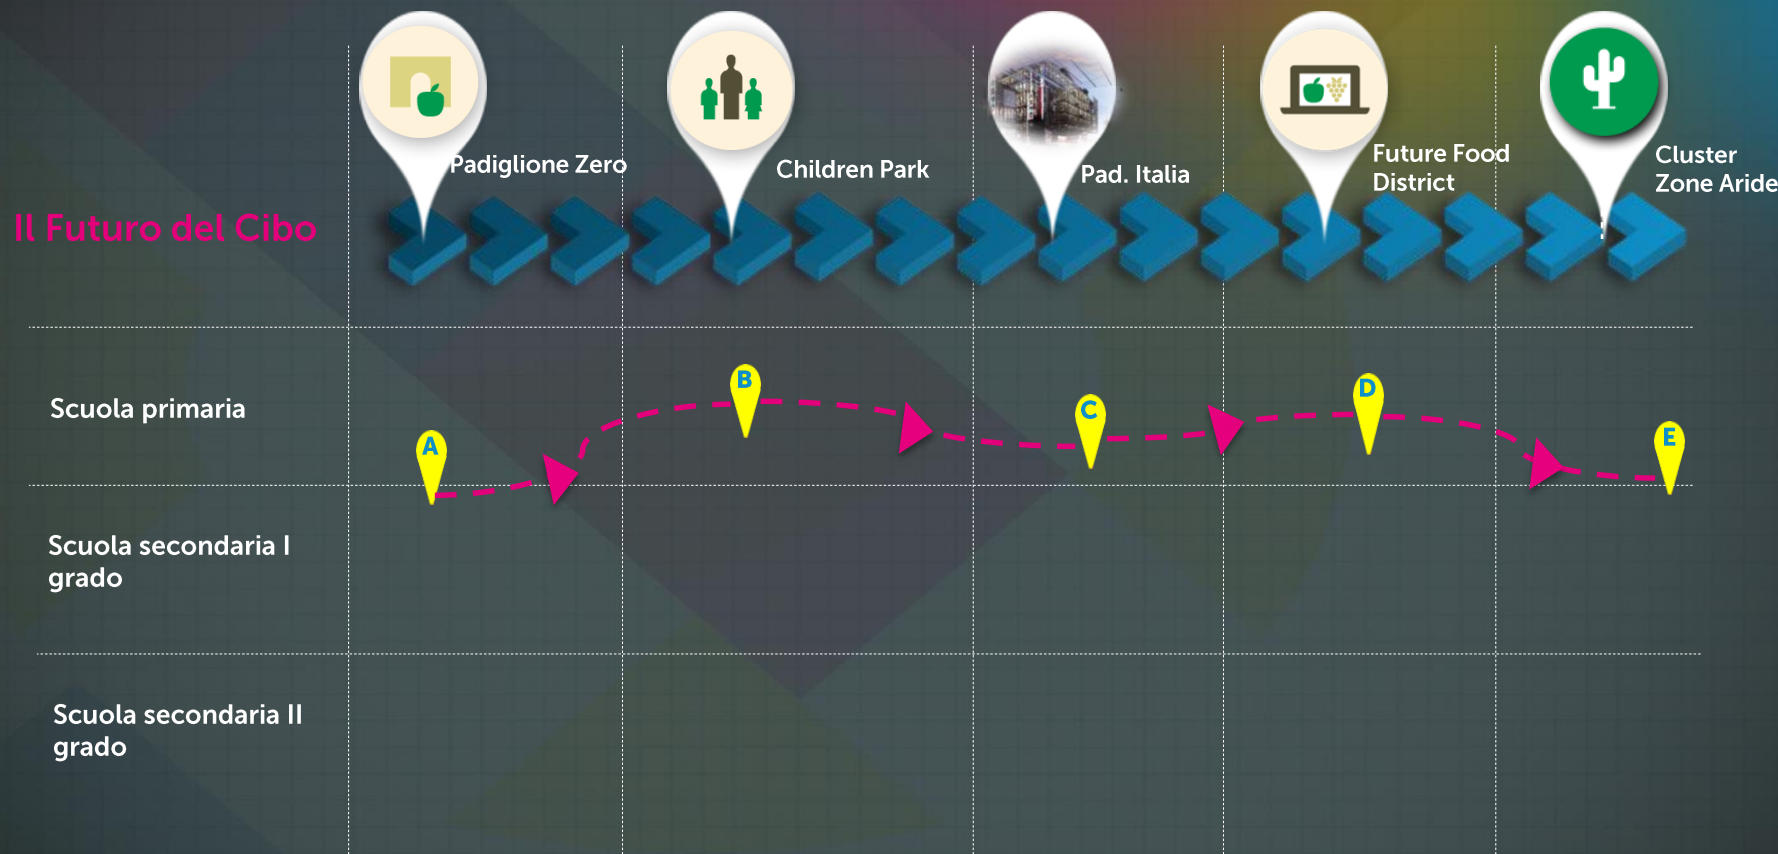 Padiglione Zero
Children Park
Pad. Italia
Future Food
District
Cluster
Zone Aride
Il Futuro del Cibo
Scuola primaria
A
B
C
D
E
Scuola secondaria I
grado
Scuola secondaria II
grado